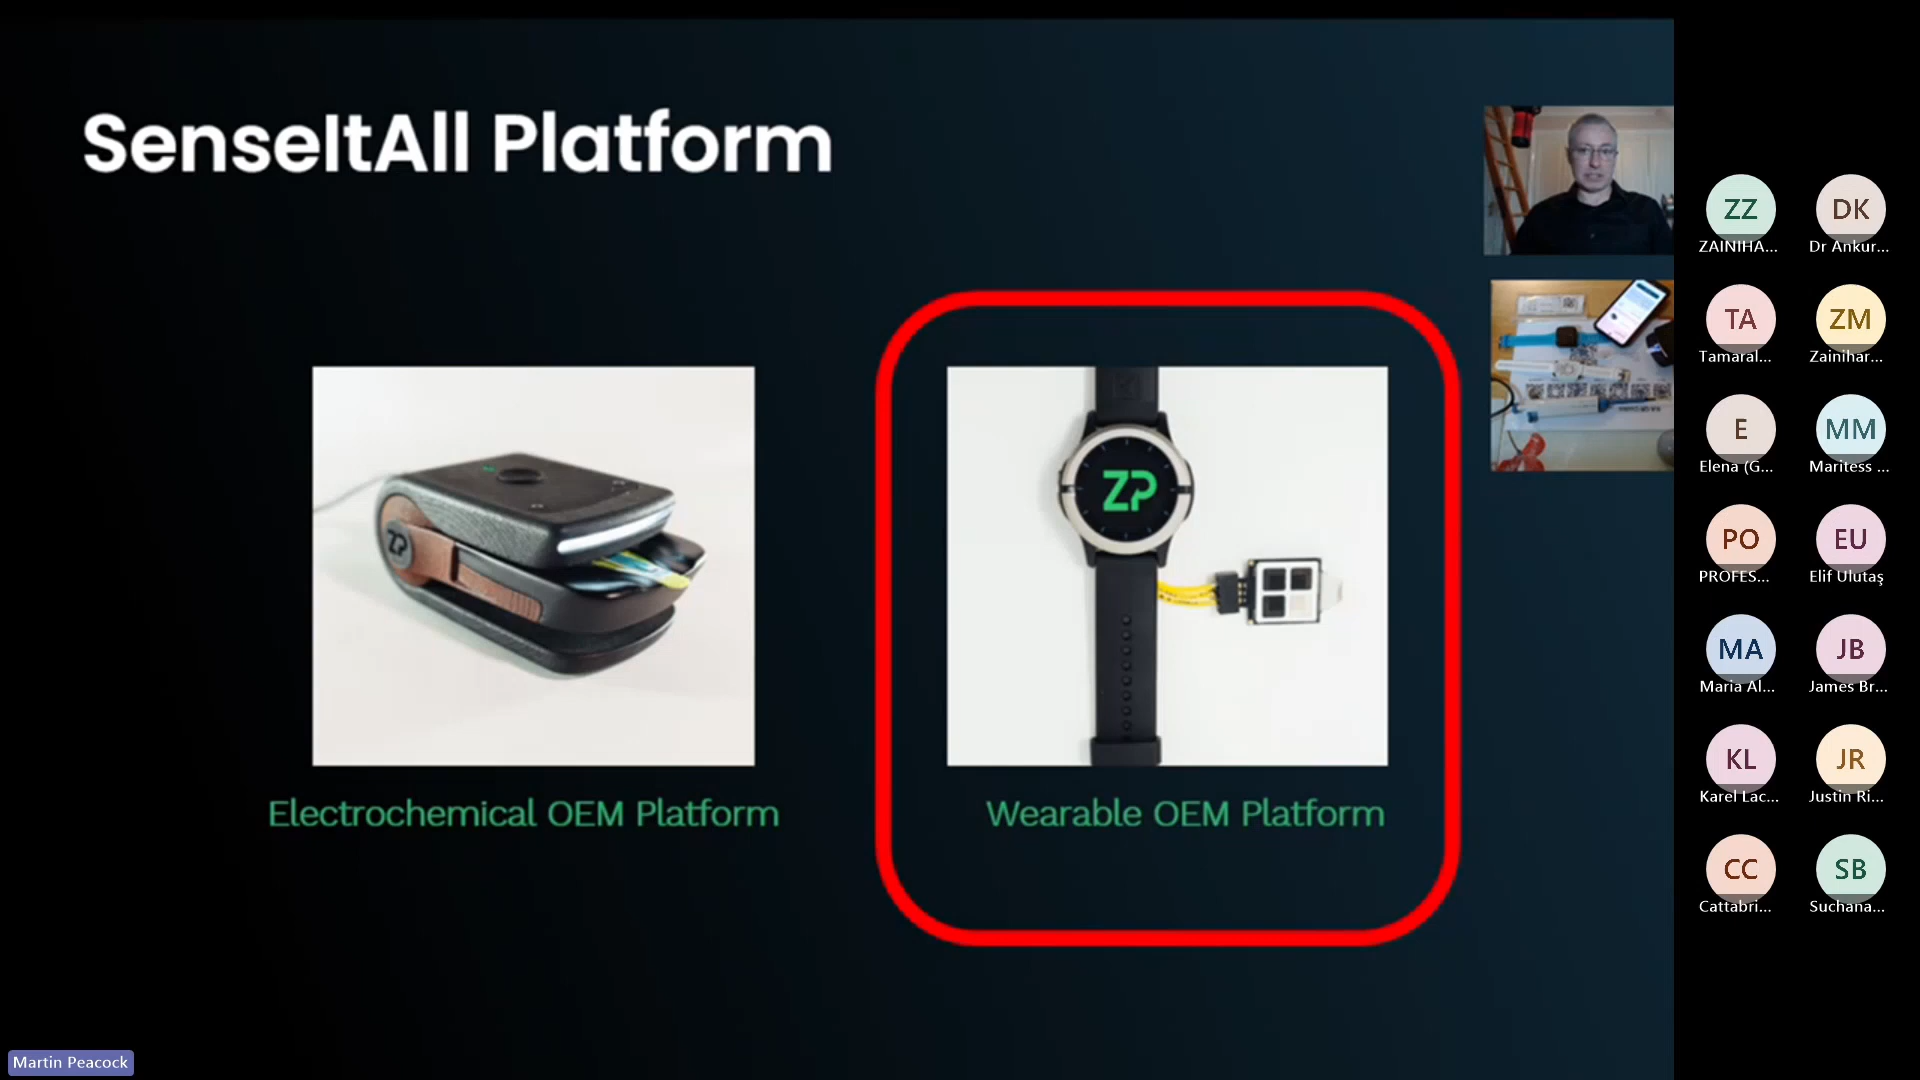 SenseItAll Platform
ZP
ZP
Electrochemical OEM Platform
Wearable OEM Platform
ZZ
ZAINIHA...
DK
Dr Ankur...
TA
Tamaral...
ZM
Zainihar...
E
Elena (G...
MM
Maritess ...
PO
PROFES...
EU
Elif Ulutaş
MA
Maria Al...
JB
James Br...
KL
Karel Lac...
JR
Justin Ri...
CC
Cattabri...
SB
Suchana...
Martin Peacock